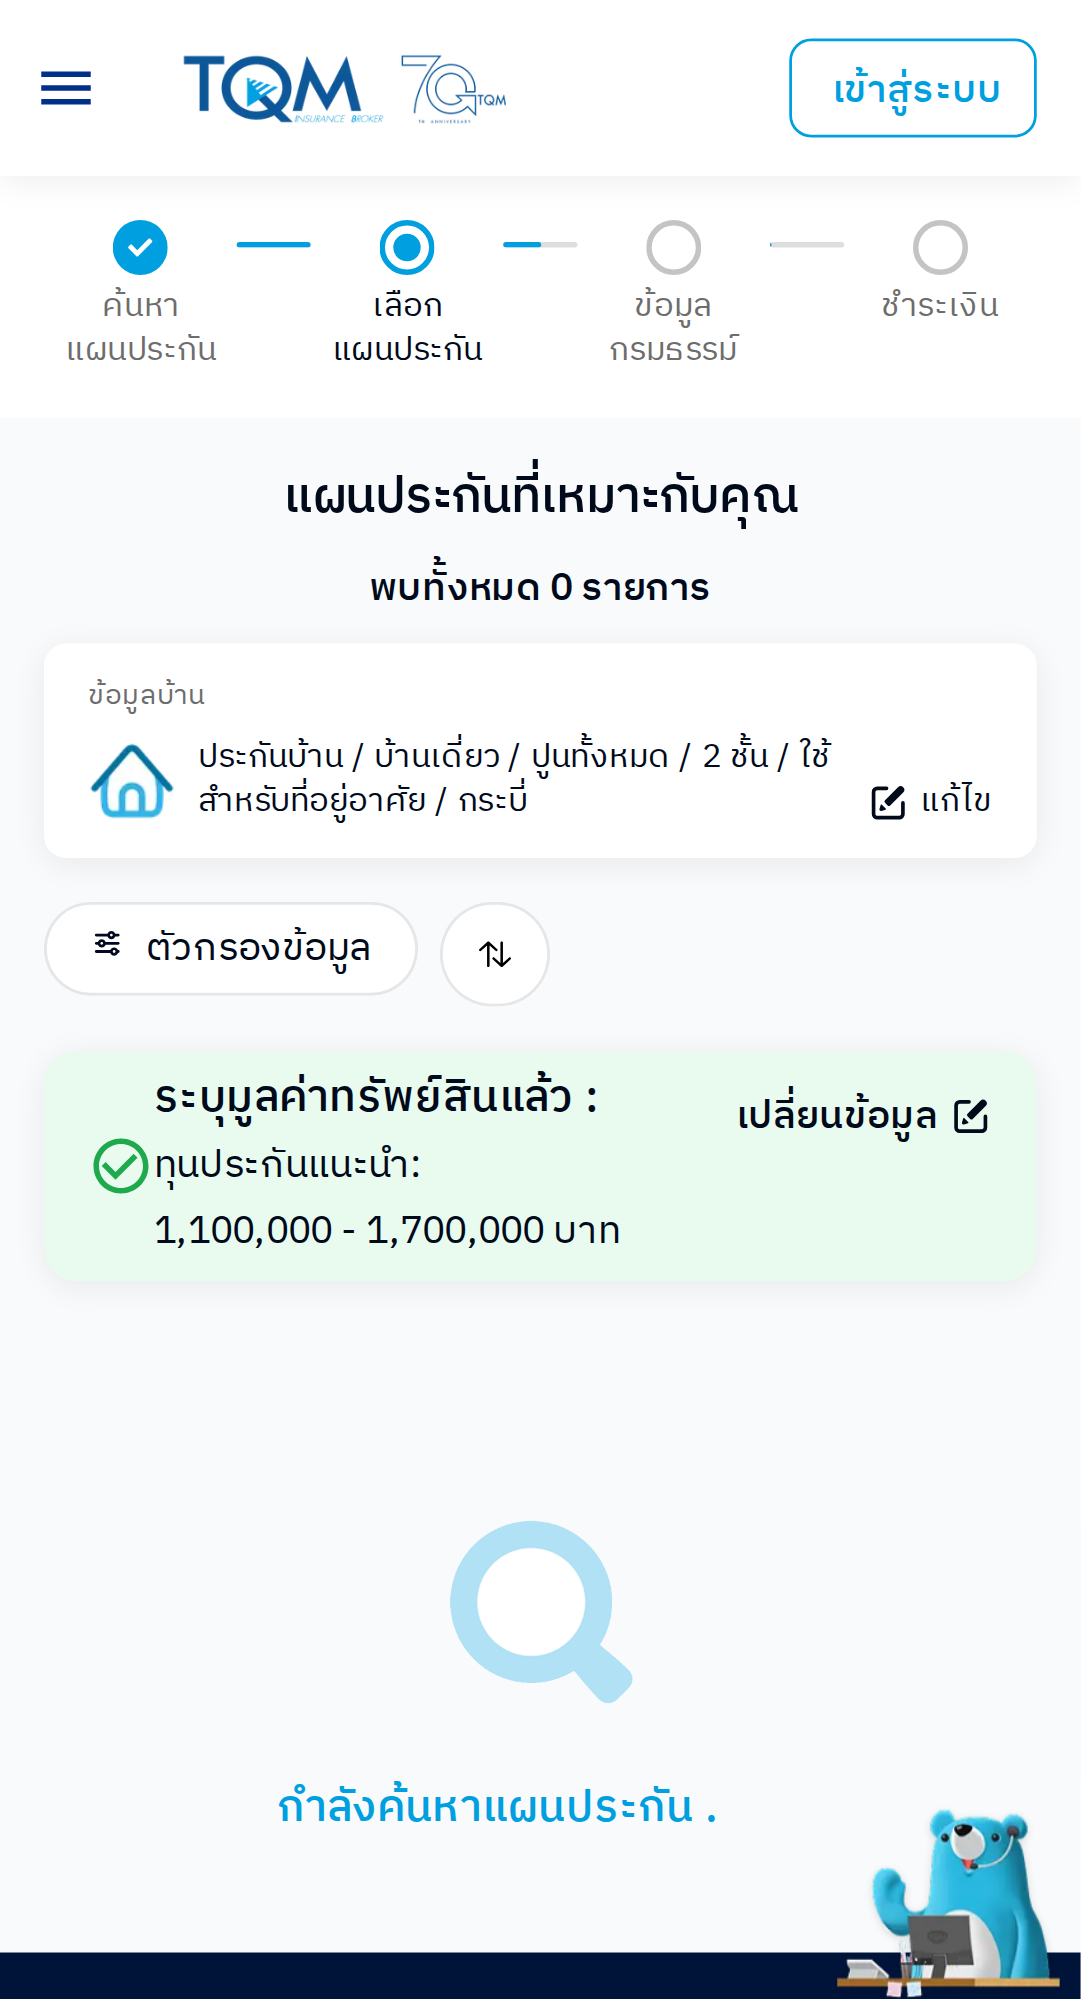 TQM
INSURANCE BROKER
70 TQM
TH ANNIVERSARY
เข้าสู่ระบบ
ค้นหา
แผนประกัน
เลือก
แผนประกัน
ข้อมูล
กรมธรรม์
ชำระเงิน
แผนประกันที่เหมาะกับคุณ
พบทั้งหมด 0 รายการ
ข้อมูลบ้าน
ประกันบ้าน / บ้านเดี่ยว / ปูนทั้งหมด / 2 ชั้น / ใช้
สำหรับที่อยู่อาศัย / กระบี่
แก้ไข
ตัวกรองข้อมูล
ระบุมูลค่าทรัพย์สินแล้ว :
เปลี่ยนข้อมูล
ทุนประกันแนะนำ:
1,100,000 - 1,700,000 บาท
กำลังค้นหาแผนประกัน .